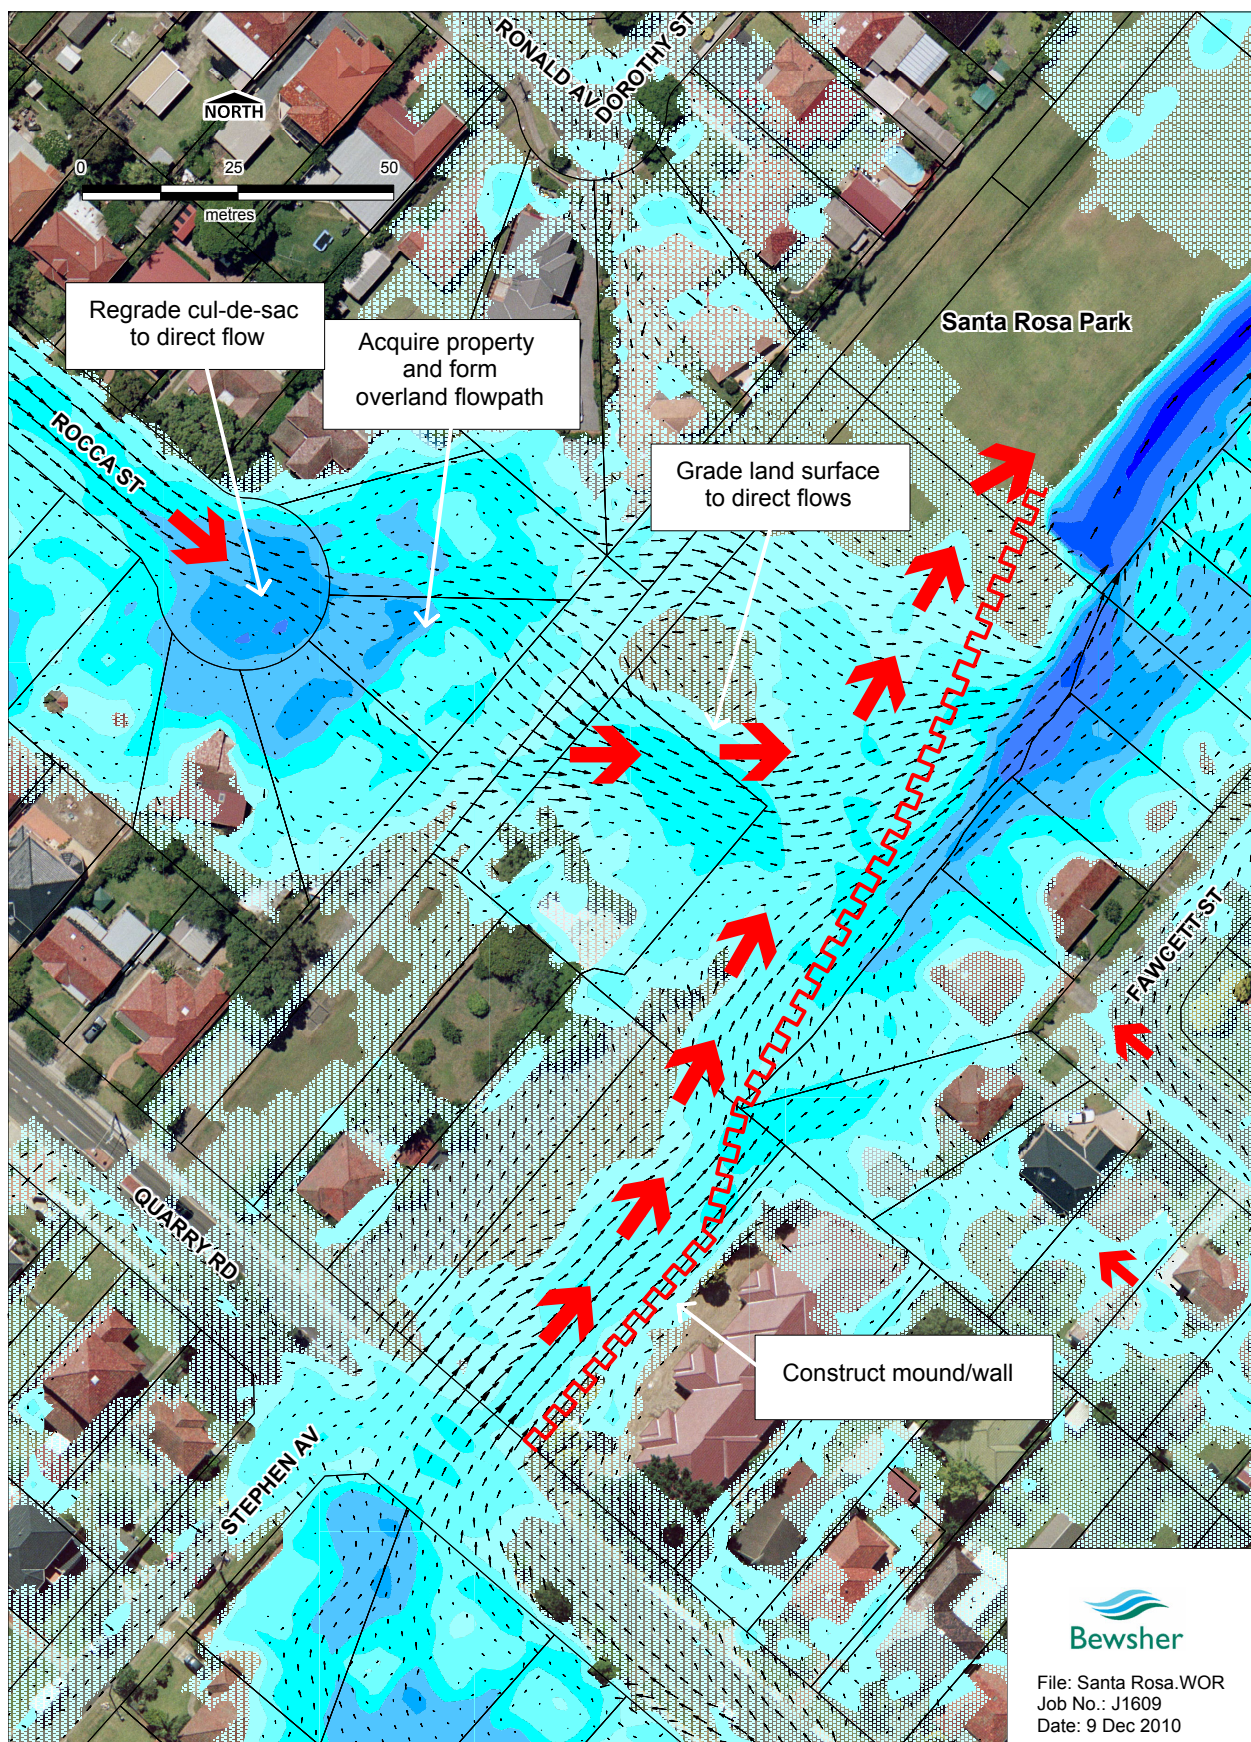 RONALD AV
DOROTHY ST
NORTH
0 25 50
metres
Regrade cul-de-sac
to direct flow
Acquire property
and form
overland flowpath
Santa Rosa Park
ROCCA ST
Grade land surface
to direct flows
FAWCETT ST
QUARRY RD
Construct mound/wall
STEPHEN AV
Bewsher
File: Santa Rosa.WOR
Job No.: J1609
Date: 9 Dec 2010